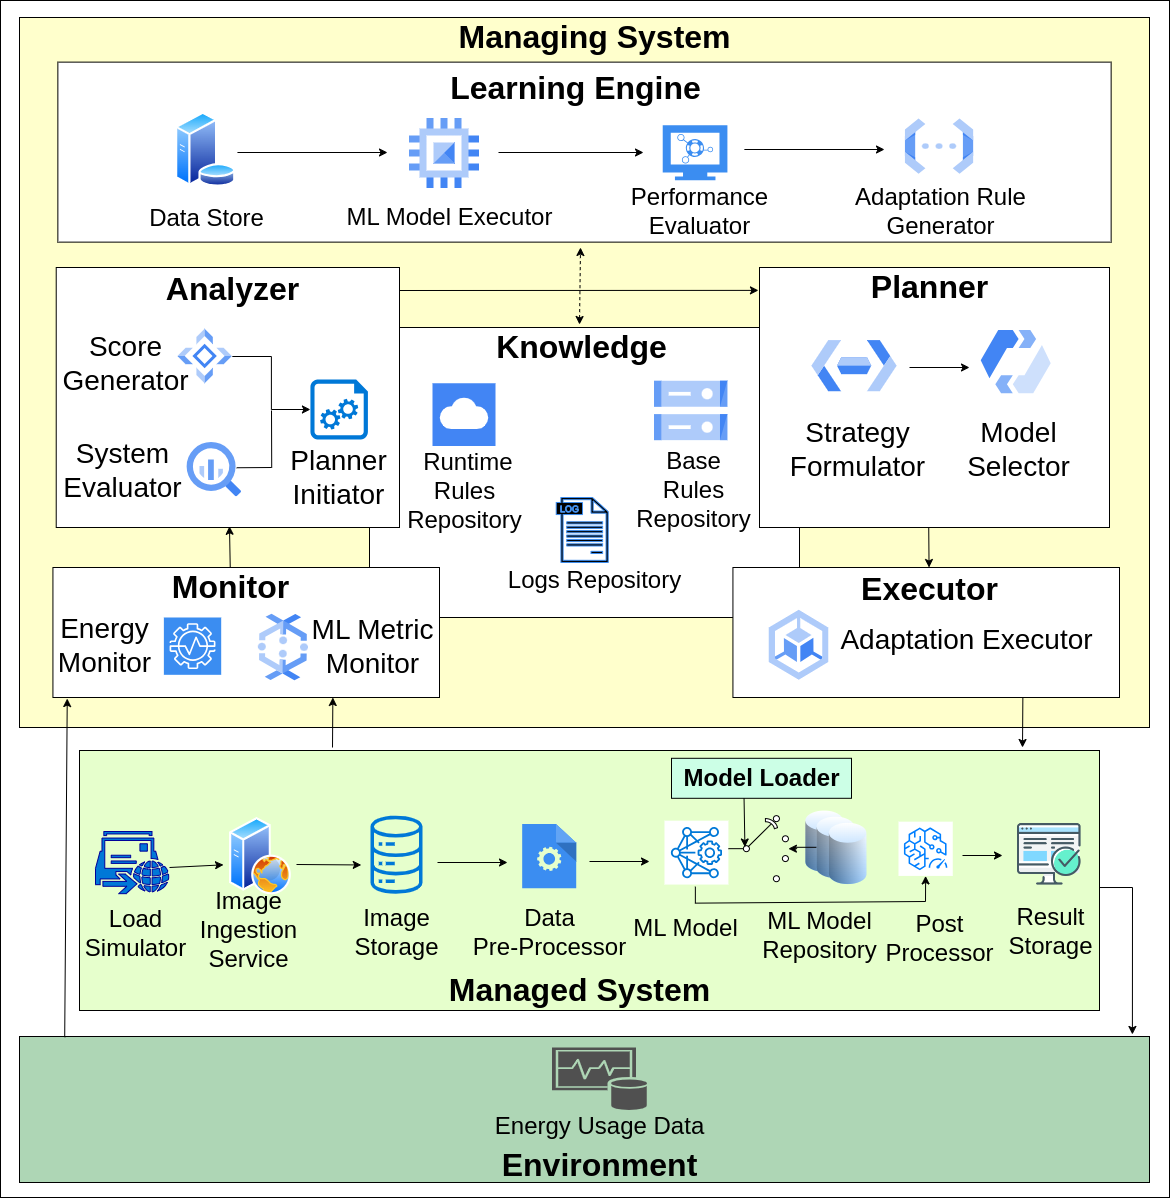 Managing System
Learning Engine
Data Store
ML Model Executor
Performance
Evaluator
Adaptation Rule
Generator
Analyzer
Score
Generator
System
Evaluator
Planner
Initiator
Knowledge
Runtime
Rules
Repository
Base
Rules
Repository
LOG
Logs Repository
Planner
Strategy
Formulator
Model
Selector
Monitor
Energy
Monitor
ML Metric
Monitor
Executor
Adaptation Executor
Model Loader
Load
Simulator
Image
Ingestion
Service
Image
Storage
Data
Pre-Processor
ML Model
ML Model
Repository
Post
Processor
Result
Storage
Managed System
Energy Usage Data
Environment